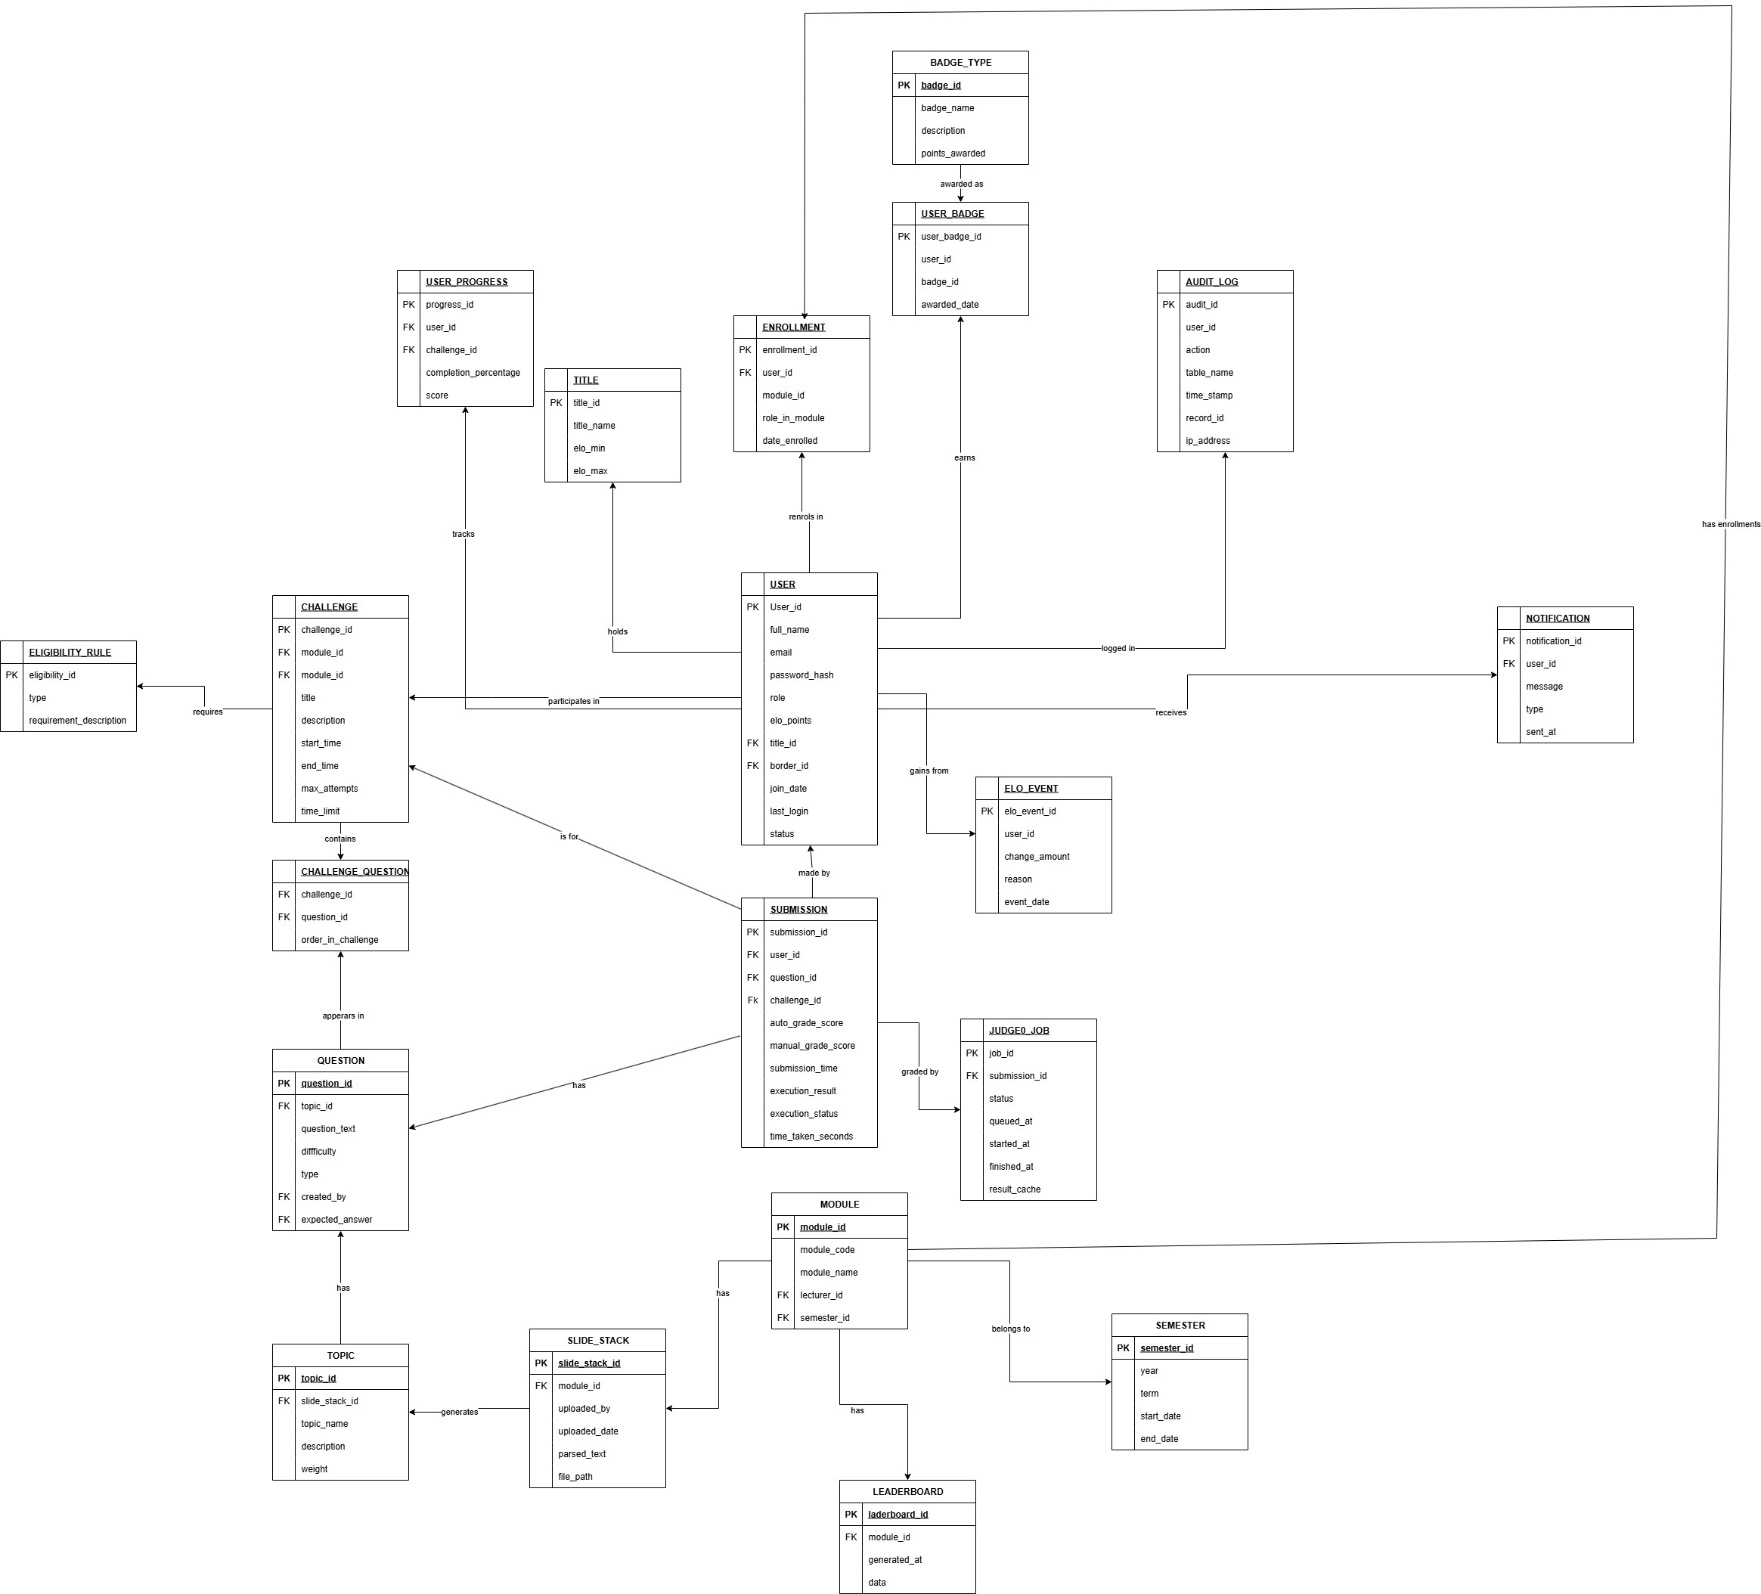 BADGE_TYPE
PK badge_id
badge_name
description
points_awarded
awarded as
USER_BADGE
PK user_badge_id
user_id
badge_id
awarded_date
USER_PROGRESS
PK progress_id
FK user_id
FK challenge_id
completion_percentage
score
AUDIT_LOG
PK audit_id
user_id
action
table_name
time_stamp
record_id
ip_address
ENROLLMENT
PK enrollment_id
FK user_id
module_id
role_in_module
date_enrolled
TITLE
PK title_id
title_name
elo_min
elo_max
earns
renrols in
has enrollments
tracks
USER
PK User_id
full_name
email
password_hash
role
elo_points
FK title_id
FK border_id
join_date
last_login
status
CHALLENGE
PK challenge_id
FK module_id
FK module_id
title
description
start_time
end_time
max_attempts
time_limit
NOTIFICATION
PK notification_id
FK user_id
message
type
sent_at
holds
logged in
ELIGIBILITY_RULE
PK eligibility_id
type
requirement_description
requires
participates in
receives
gains from
ELO_EVENT
PK elo_event_id
user_id
change_amount
reason
event_date
is for
contains
made by
CHALLENGE_QUESTION
FK challenge_id
FK question_id
order_in_challenge
SUBMISSION
PK submission_id
FK user_id
FK question_id
Fk challenge_id
auto_grade_score
manual_grade_score
submission_time
execution_result
execution_status
time_taken_seconds
apperars in
JUDGE0_JOB
PK job_id
FK submission_id
status
queued_at
started_at
finished_at
result_cache
graded by
has
QUESTION
PK question_id
FK topic_id
question_text
diffficulty
type
FK created_by
FK expected_answer
MODULE
PK module_id
module_code
module_name
FK lecturer_id
FK semester_id
has
has
belongs to
SEMESTER
PK semester_id
year
term
start_date
end_date
SLIDE_STACK
PK slide_stack_id
FK module_id
uploaded_by
uploaded_date
parsed_text
file_path
TOPIC
PK topic_id
FK slide_stack_id
topic_name
description
weight
generates
has
LEADERBOARD
PK laderboard_id
FK module_id
generated_at
data